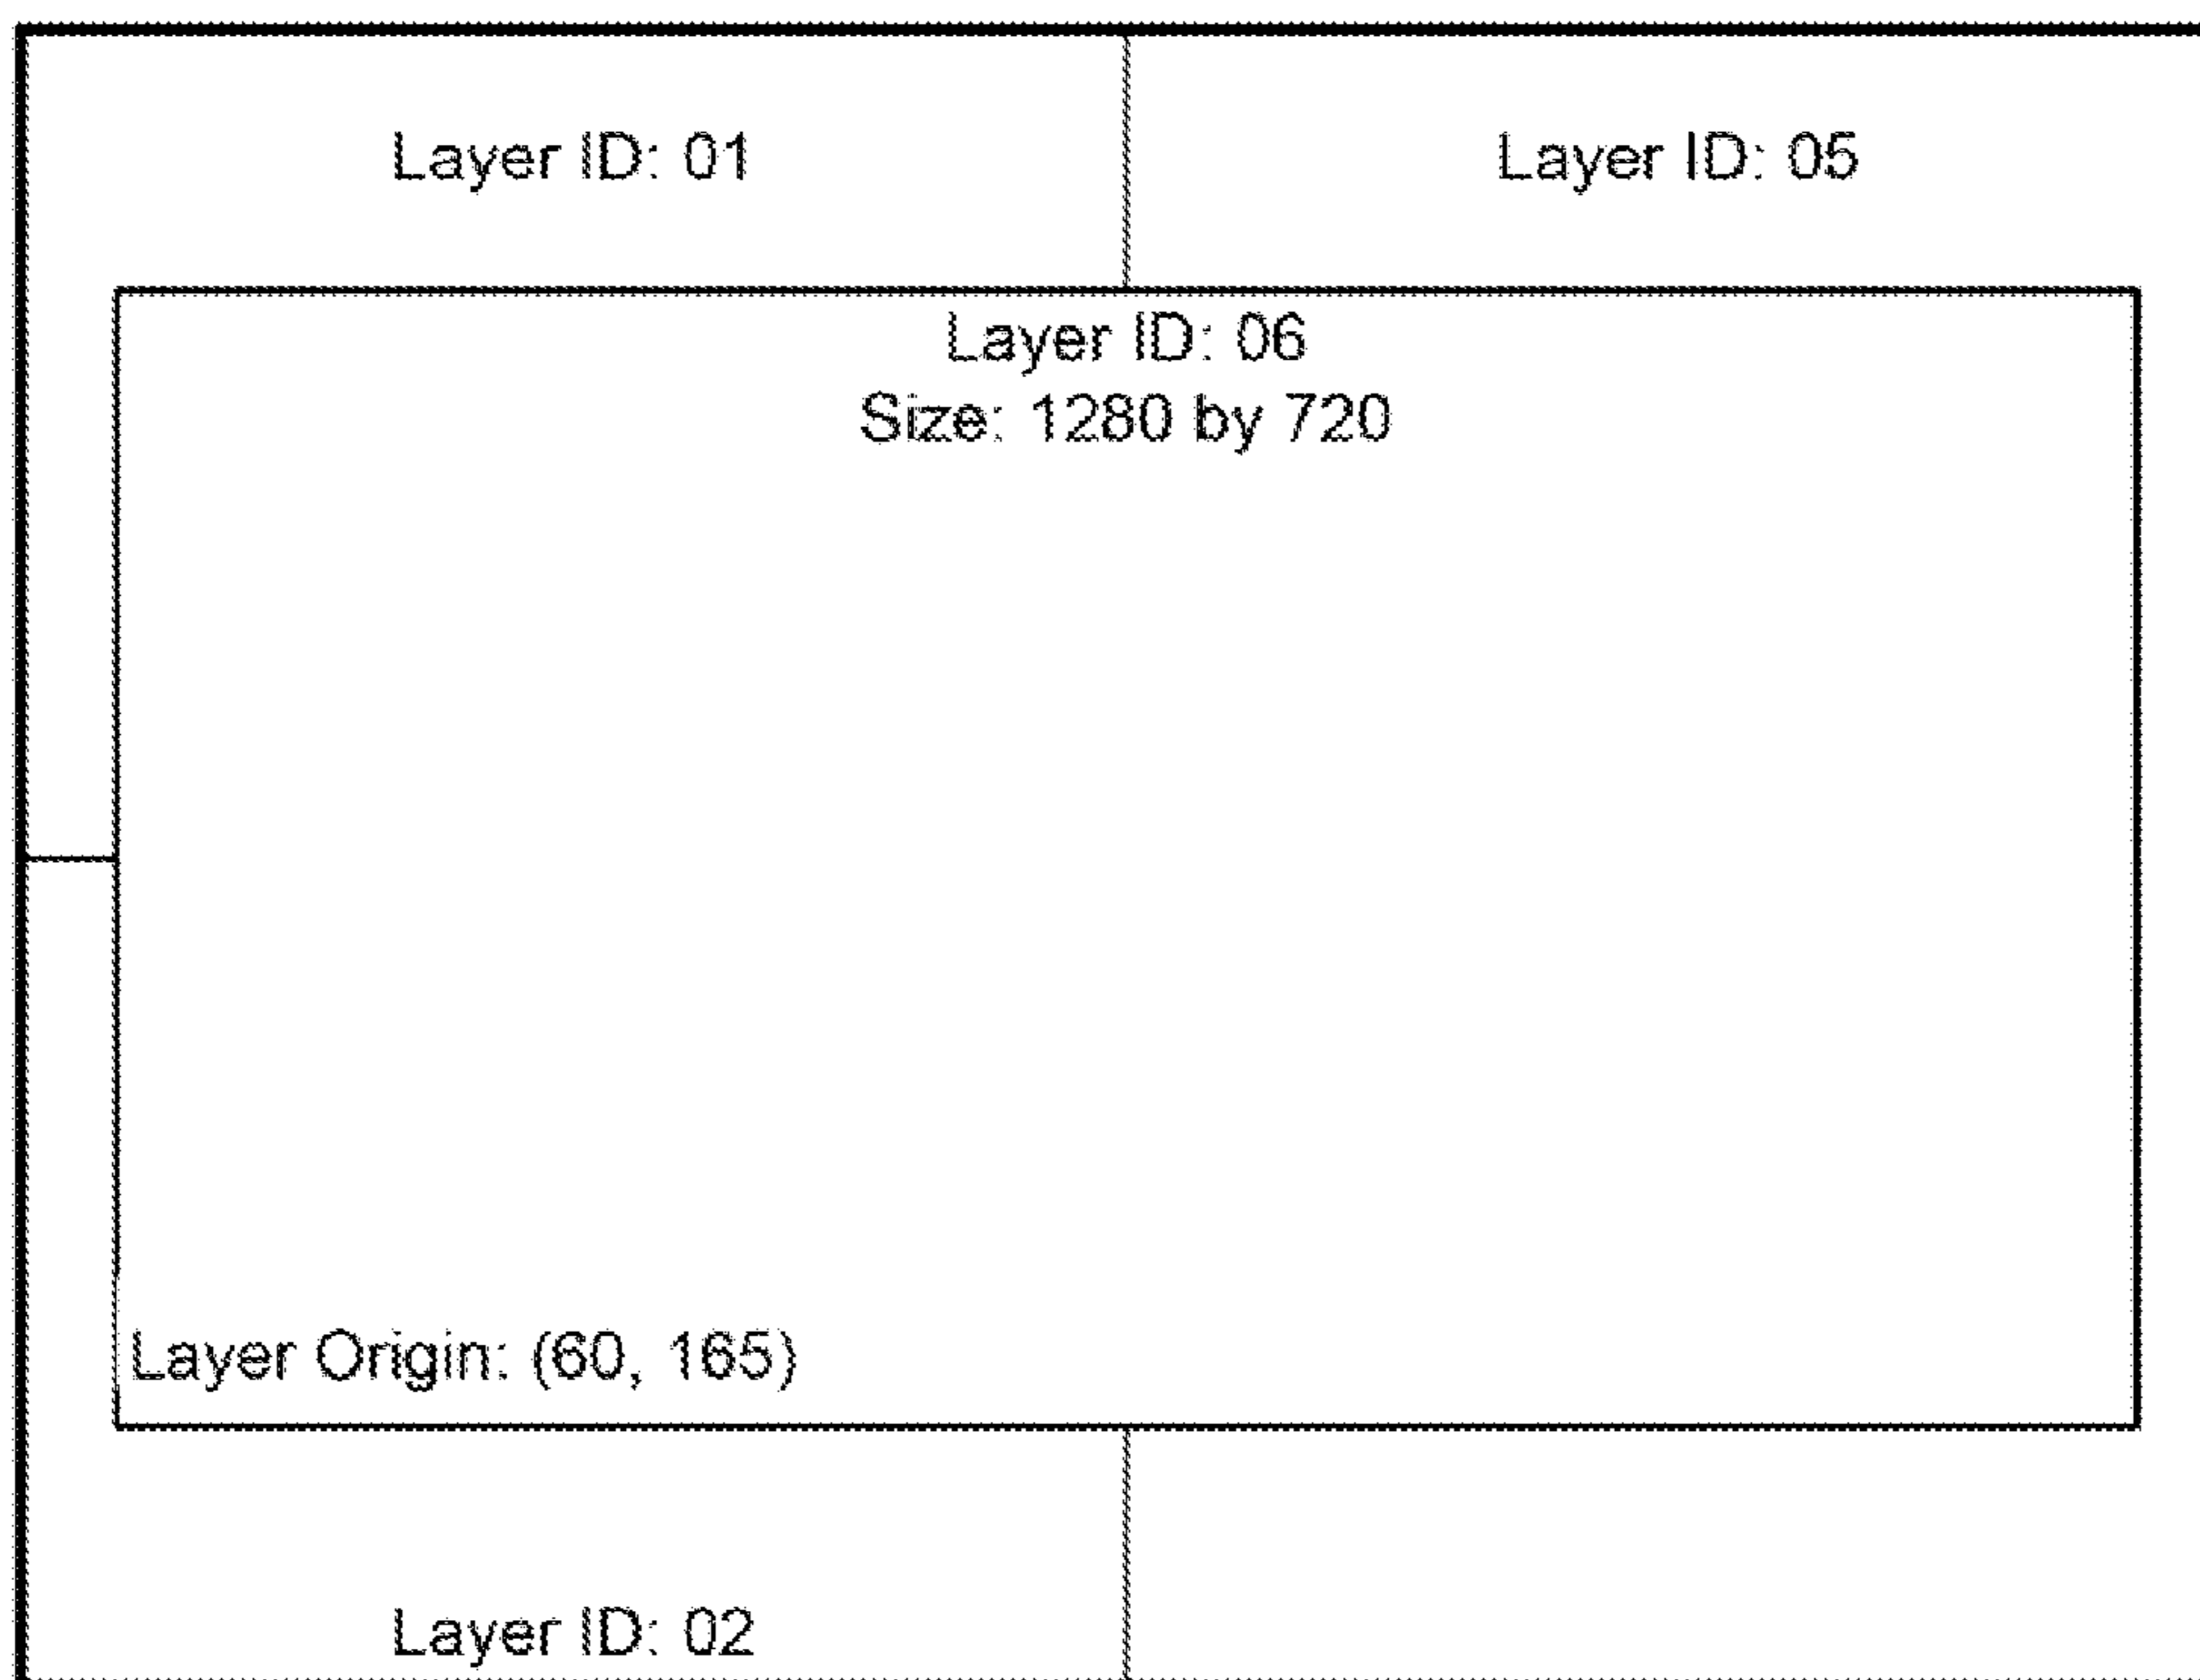 Layer ID: 01
Layer ID: 05
Layer ID: 06
Size: 1280 by 720
Layer Origin: (60, 165)
Layer ID: 02